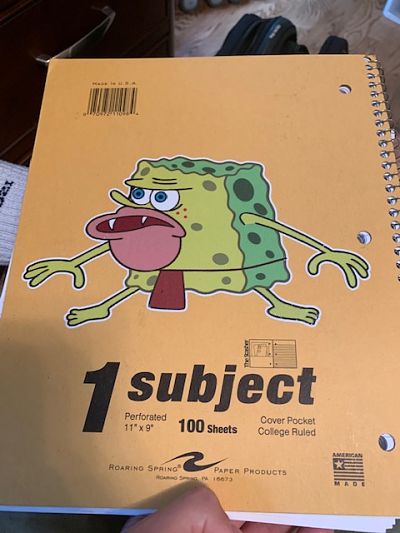 MADE IN U.S.A.
1 subject
Perforated
11" x 9"
100 Sheets
Cover Pocket
College Ruled
The Stasher
ROARING SPRING® PAPER PRODUCTS
ROARING SPRING, PA 16673
AMERICAN
MADE